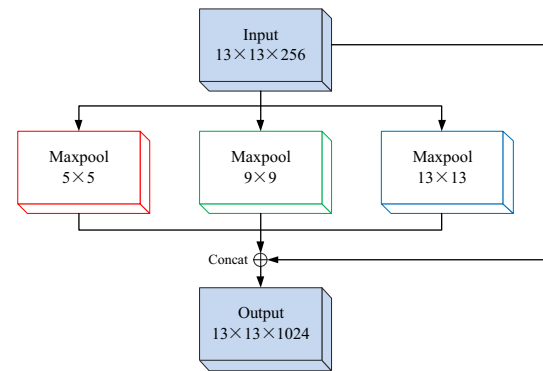 Input
13×13×256
Maxpool
5×5
Maxpool
9×9
Maxpool
13×13
Concat
Output
13×13×1024